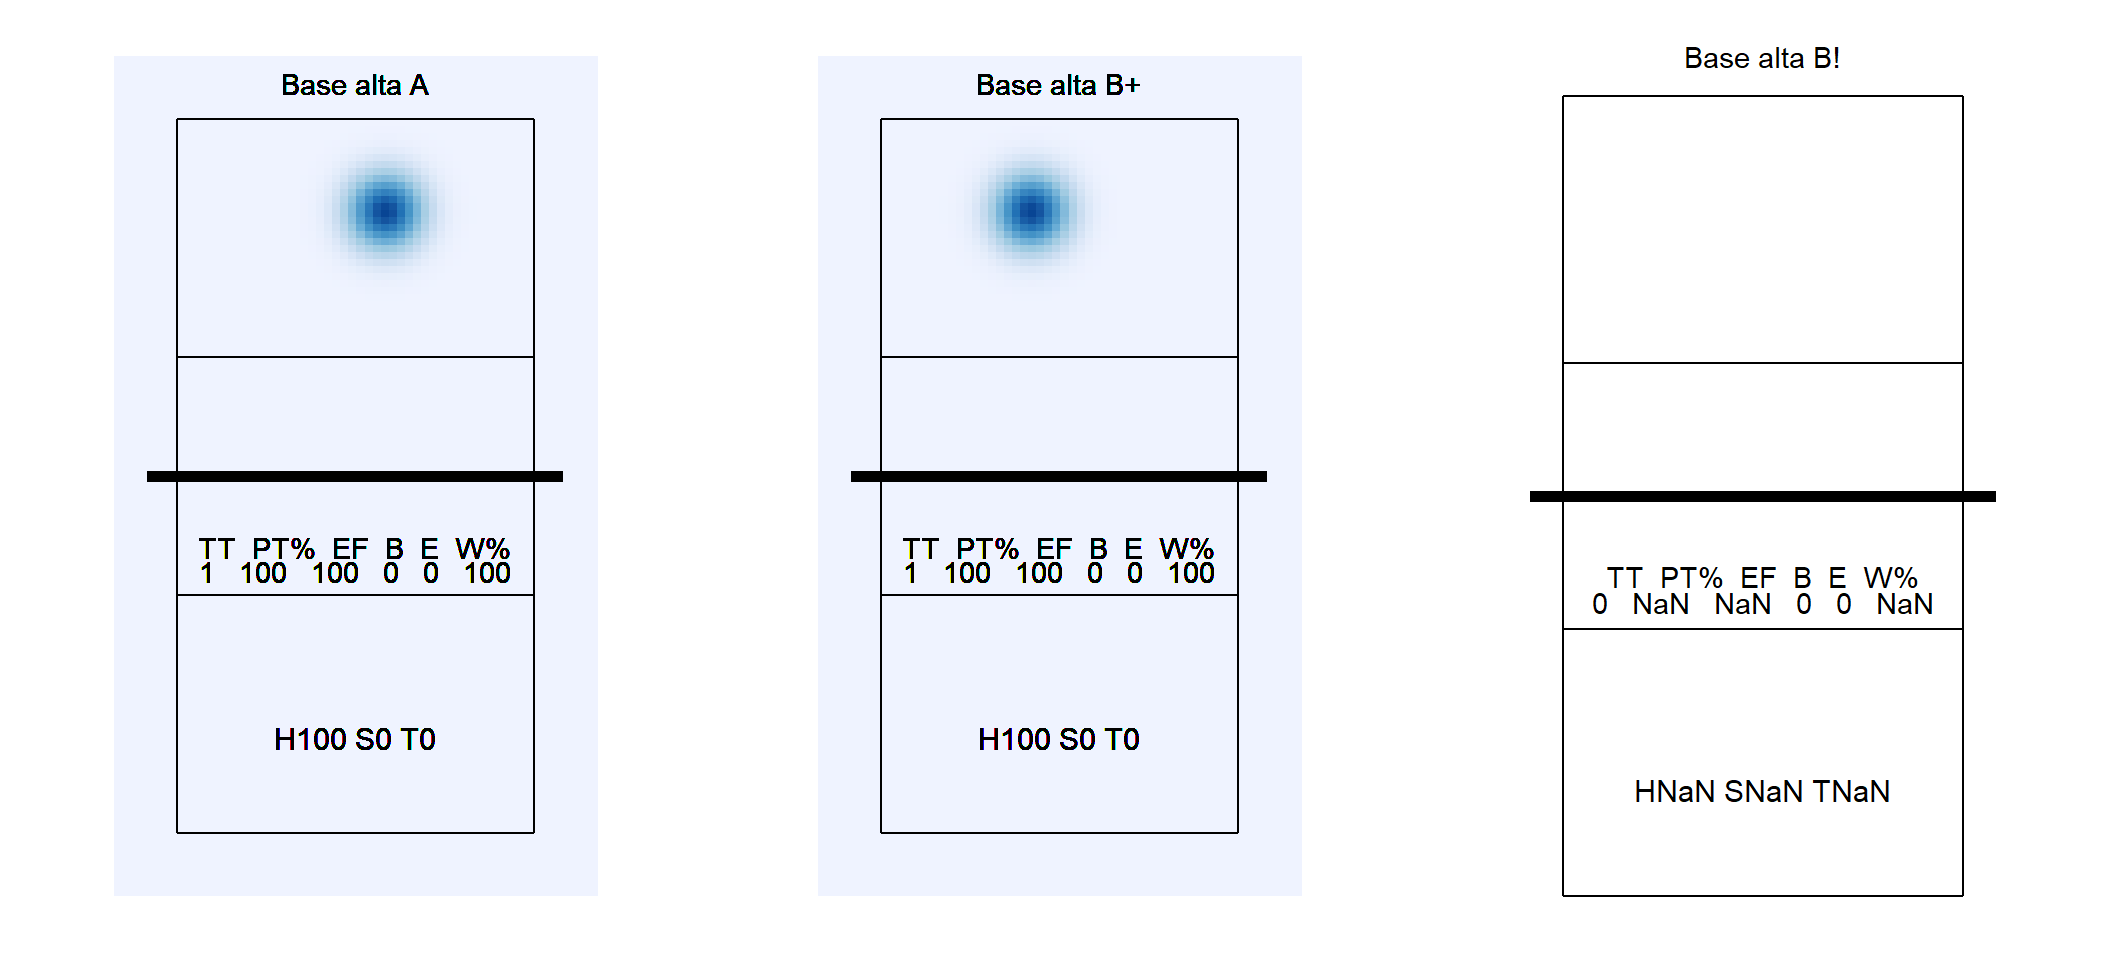 Base alta A
TT PT% EF B E W%
1 100 100 0 0 100
H100 S0 T0
Base alta B+
TT PT% EF B E W%
1 100 100 0 0 100
H100 S0 T0
Base alta B!
TT PT% EF B E W%
0 NaN NaN 0 0 NaN
HNaN SNaN TNaN